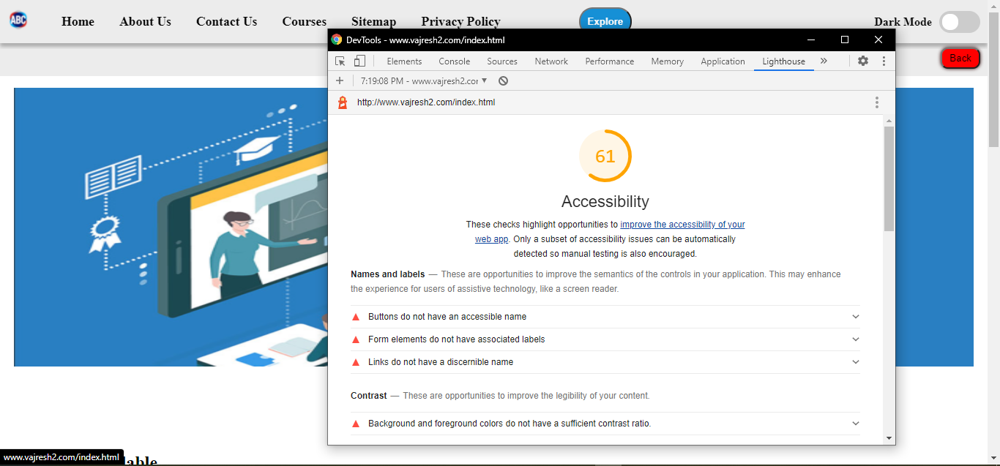 ABC Home About Us Contact Us Courses Sitemap Privacy Policy Explore Dark Mode
DevTools - www.vajresh2.com/index.html
Back
Elements Console Sources Network Performance Memory Application Lighthouse »
+ 7:19:08 PM - www.vajresh2.cor ▼
http://www.vajresh2.com/index.html
61
Accessibility
These checks highlight opportunities to improve the accessibility of your
web app. Only a subset of accessibility issues can be automatically
detected so manual testing is also encouraged.
Names and labels — These are opportunities to improve the semantics of the controls in your application. This may enhance
the experience for users of assistive technology, like a screen reader.
Buttons do not have an accessible name
Form elements do not have associated labels
Links do not have a discernible name
Contrast — These are opportunities to improve the legibility of your content.
Background and foreground colors do not have a sufficient contrast ratio.
www.vajresh2.com/index.html